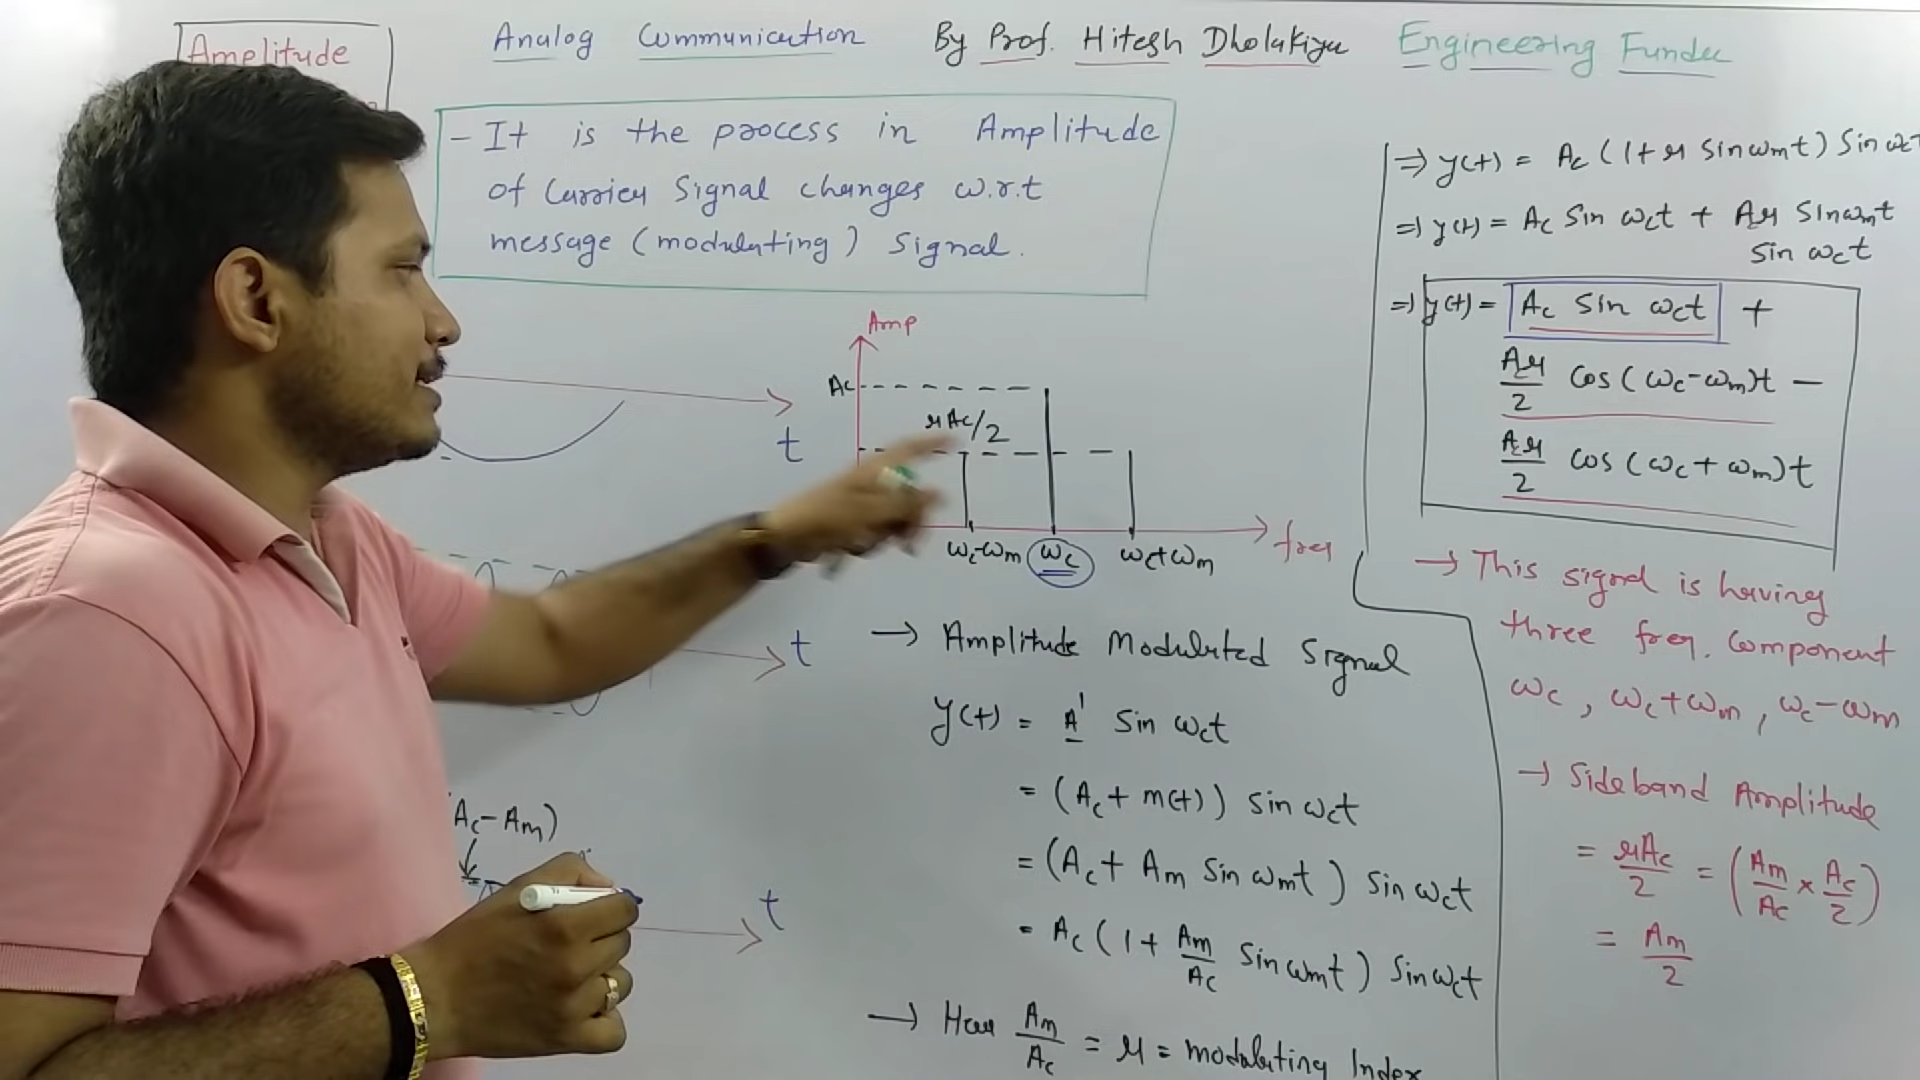 Amplitude
Analog Communication By Prof. Hitesh Dholakiya Engineering Funda
- It is the process in Amplitude
of Carrier Signal changes w.r.t
message (modulating) Signal.
Amp
Ac
μAc/2
ωc-ωm ωc ωc+ωm
freq
t
t
t
Ac-Am)
→ Amplitude Modulated Signal
y(t) = A' Sin ωct
= (Ac + m(t)) sin ωct
= (Ac + Am Sin ωmt) Sin ωct
= Ac (1 + Am/Ac Sin ωmt) Sin ωct
→ Here Am/Ac = μ = modulating Index
⇒ y(t) = Ac (1+μ Sin ωmt) Sin ωct
⇒ y(t) = Ac Sin ωct + Acμ Sin ωmt
Sin ωct
⇒ y(t) = Ac Sin ωct +
Acμ/2 cos(ωc-ωm)t -
Acμ/2 cos(ωc+ωm)t
→ This signal is having
three freq. Component
ωc, ωc+ωm, ωc-ωm
→ Sideband Amplitude
= μAc/2 = (Am/Ac × Ac/2)
= Am/2